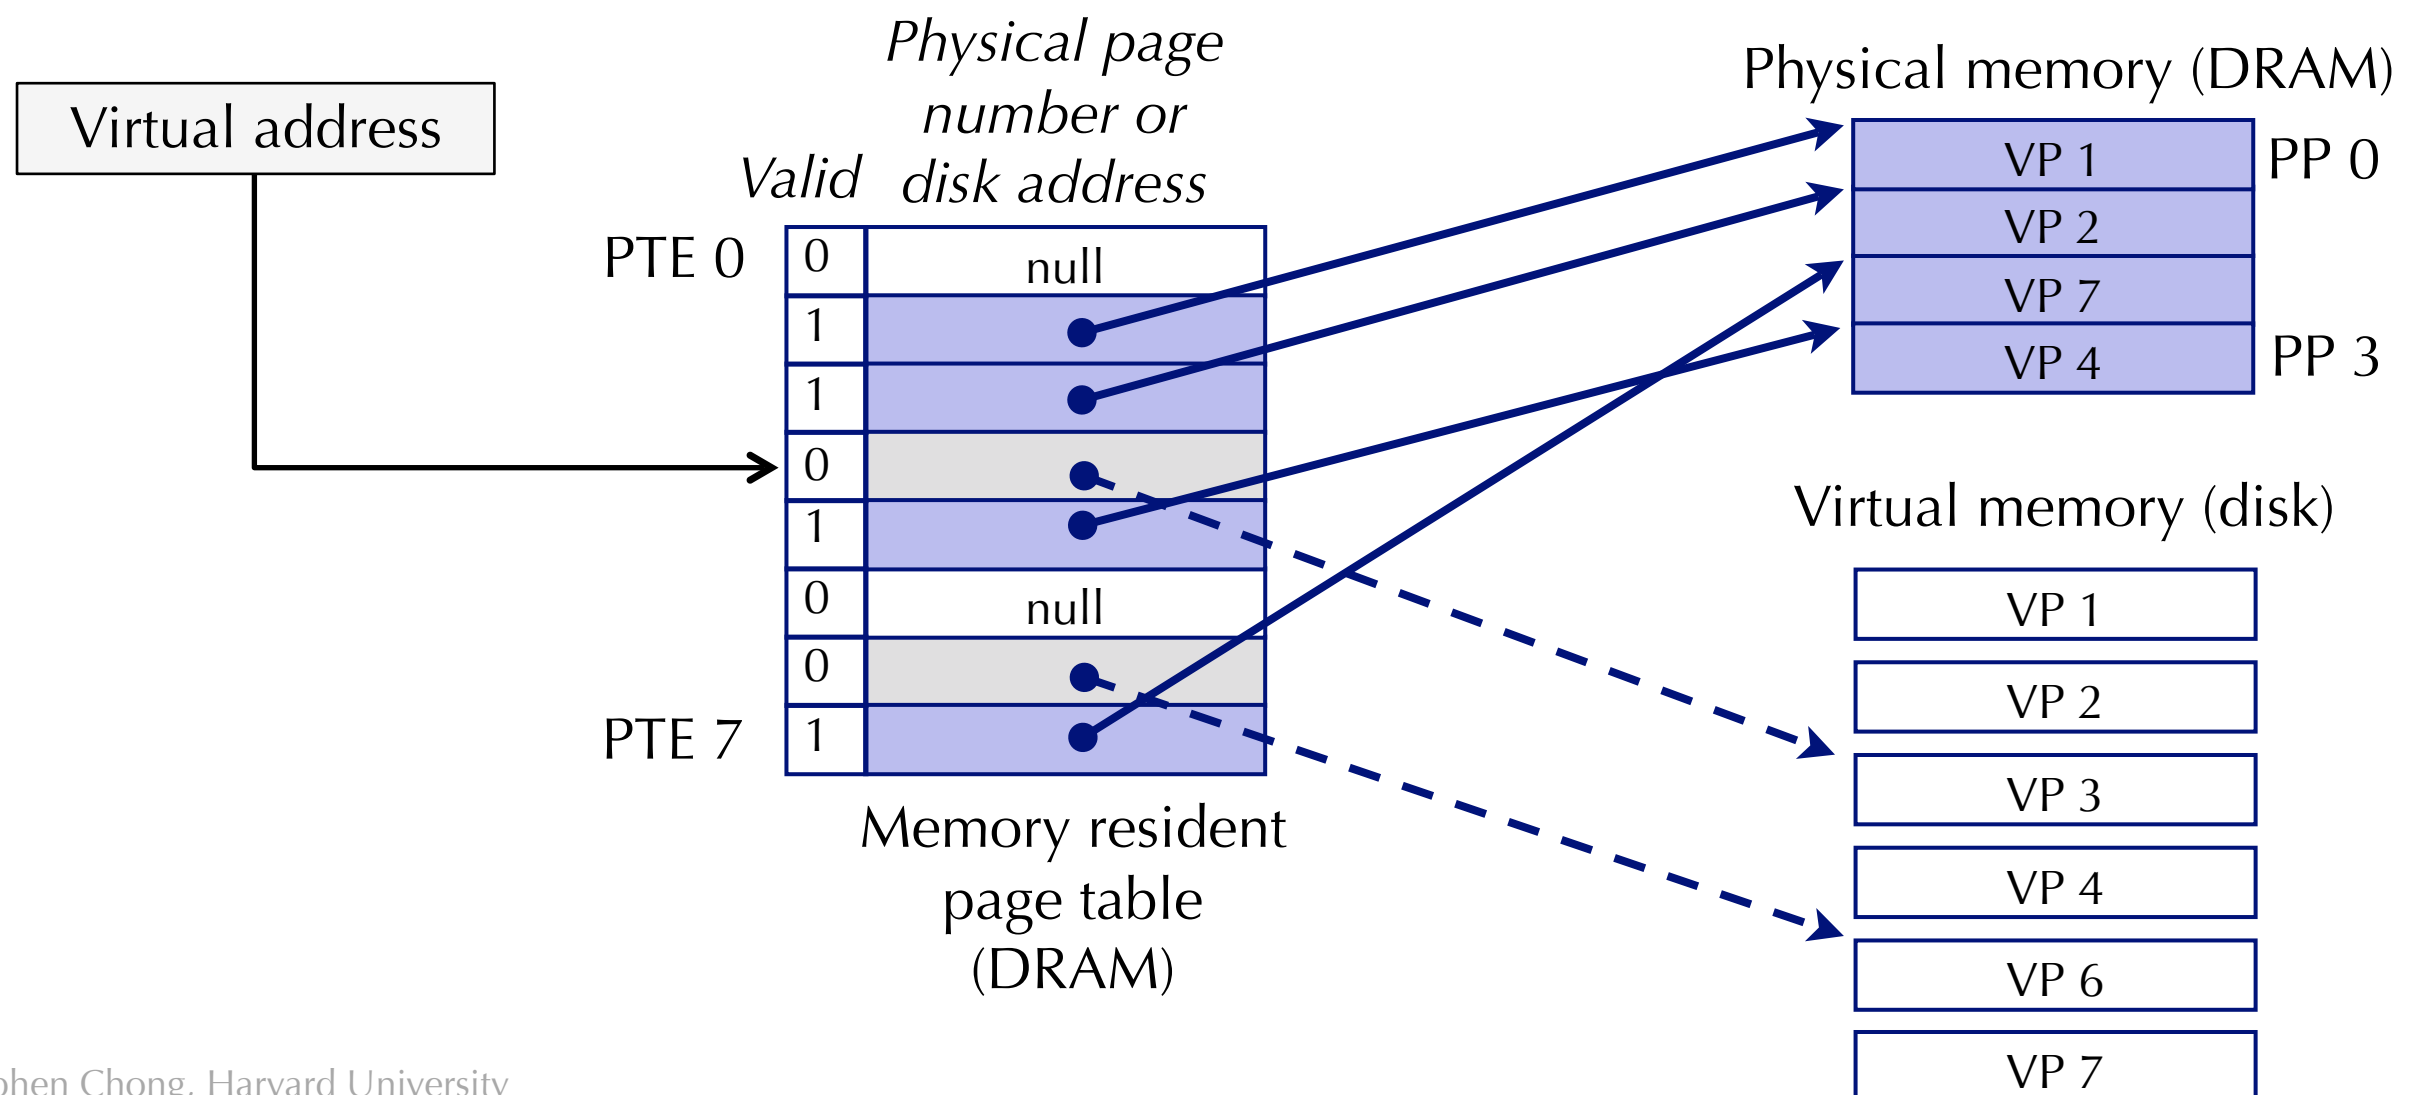 Physical page
number or
disk address
Physical memory (DRAM)
Virtual address
Valid
VP 1
PP 0
VP 2
VP 7
VP 4
PP 3
PTE 0
0
null
1
1
0
1
0
null
0
PTE 7
1
Memory resident
page table
(DRAM)
Virtual memory (disk)
VP 1
VP 2
VP 3
VP 4
VP 6
VP 7
Chong, Harvard University